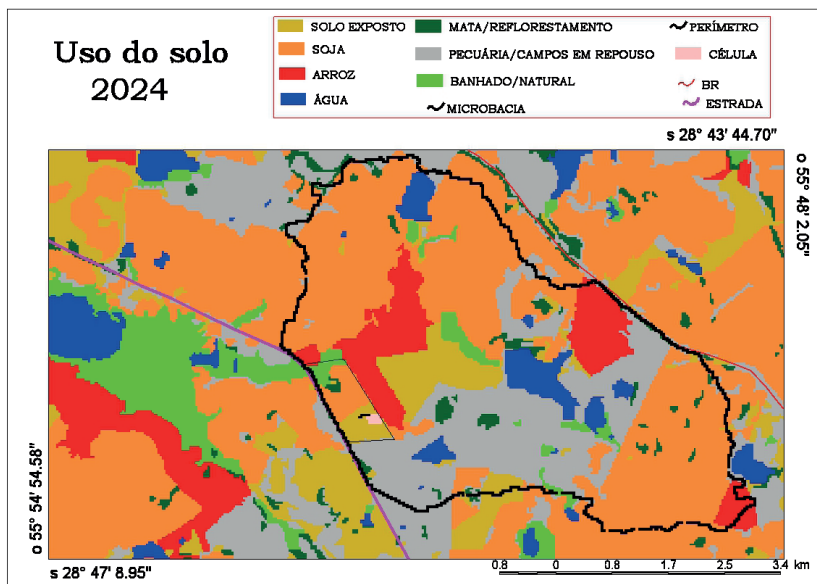 Uso do solo
2024
SOLO EXPOSTO
SOJA
ARROZ
ÁGUA
MATA/REFLORESTAMENTO
PECUÁRIA/CAMPOS EM REPOUSO
BANHADO/NATURAL
MICROBACIA
PERÍMETRO
CÉLULA
BR
ESTRADA
s 28° 43' 44.70"
o 55° 48' 2.05"
o 55° 54' 54.58"
s 28° 47' 8.95"
0.8 0 0.8 1.7 2.5 3.4 km